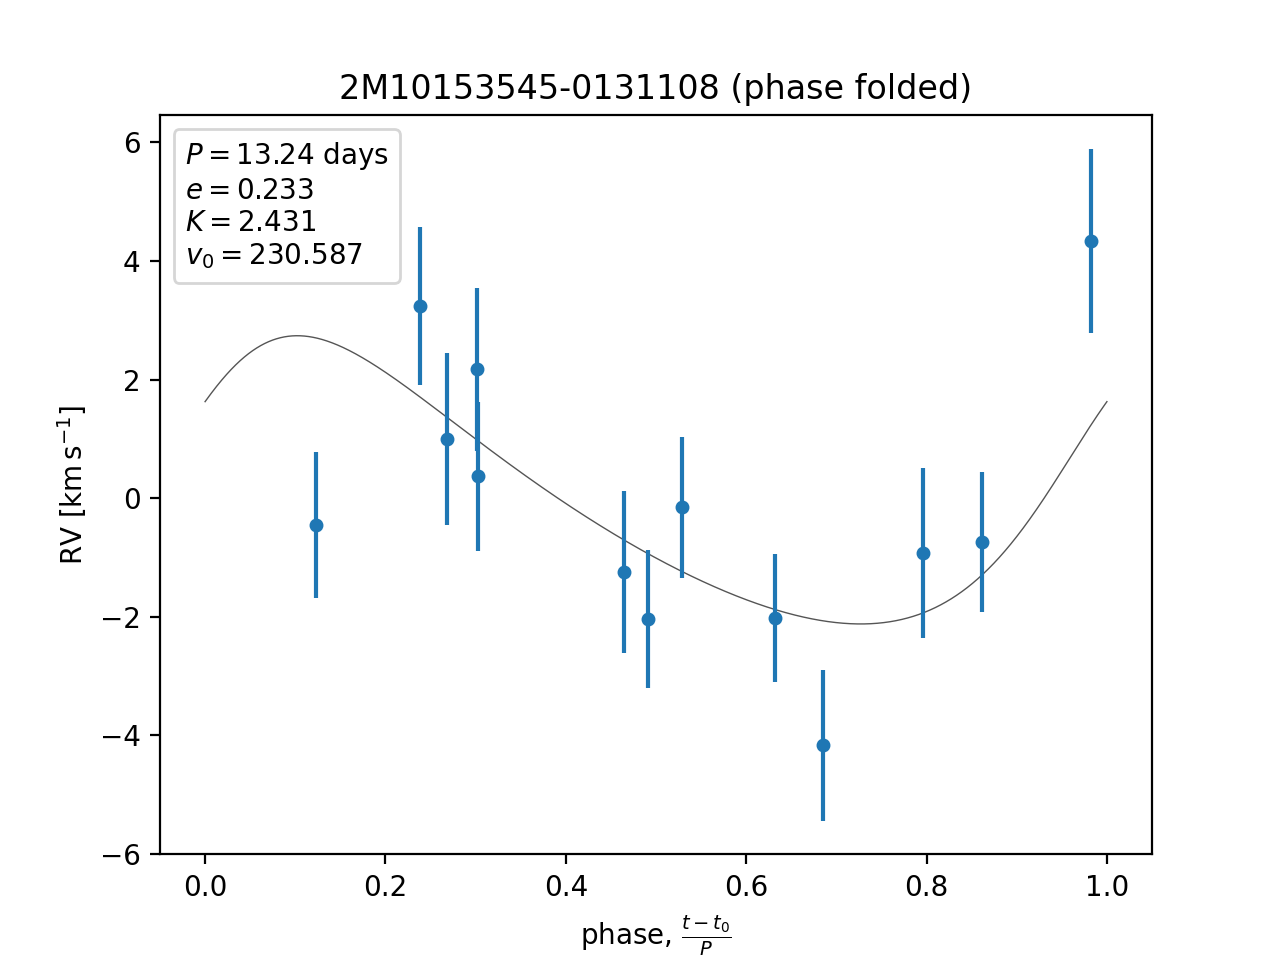 2M10153545-0131108 (phase folded)
P = 13.24 days
e = 0.233
K = 2.431
v₀ = 230.587
6
4
2
0
−2
−4
−6
RV [km s⁻¹]
0.0 0.2 0.4 0.6 0.8 1.0
phase, (t − t₀)/P